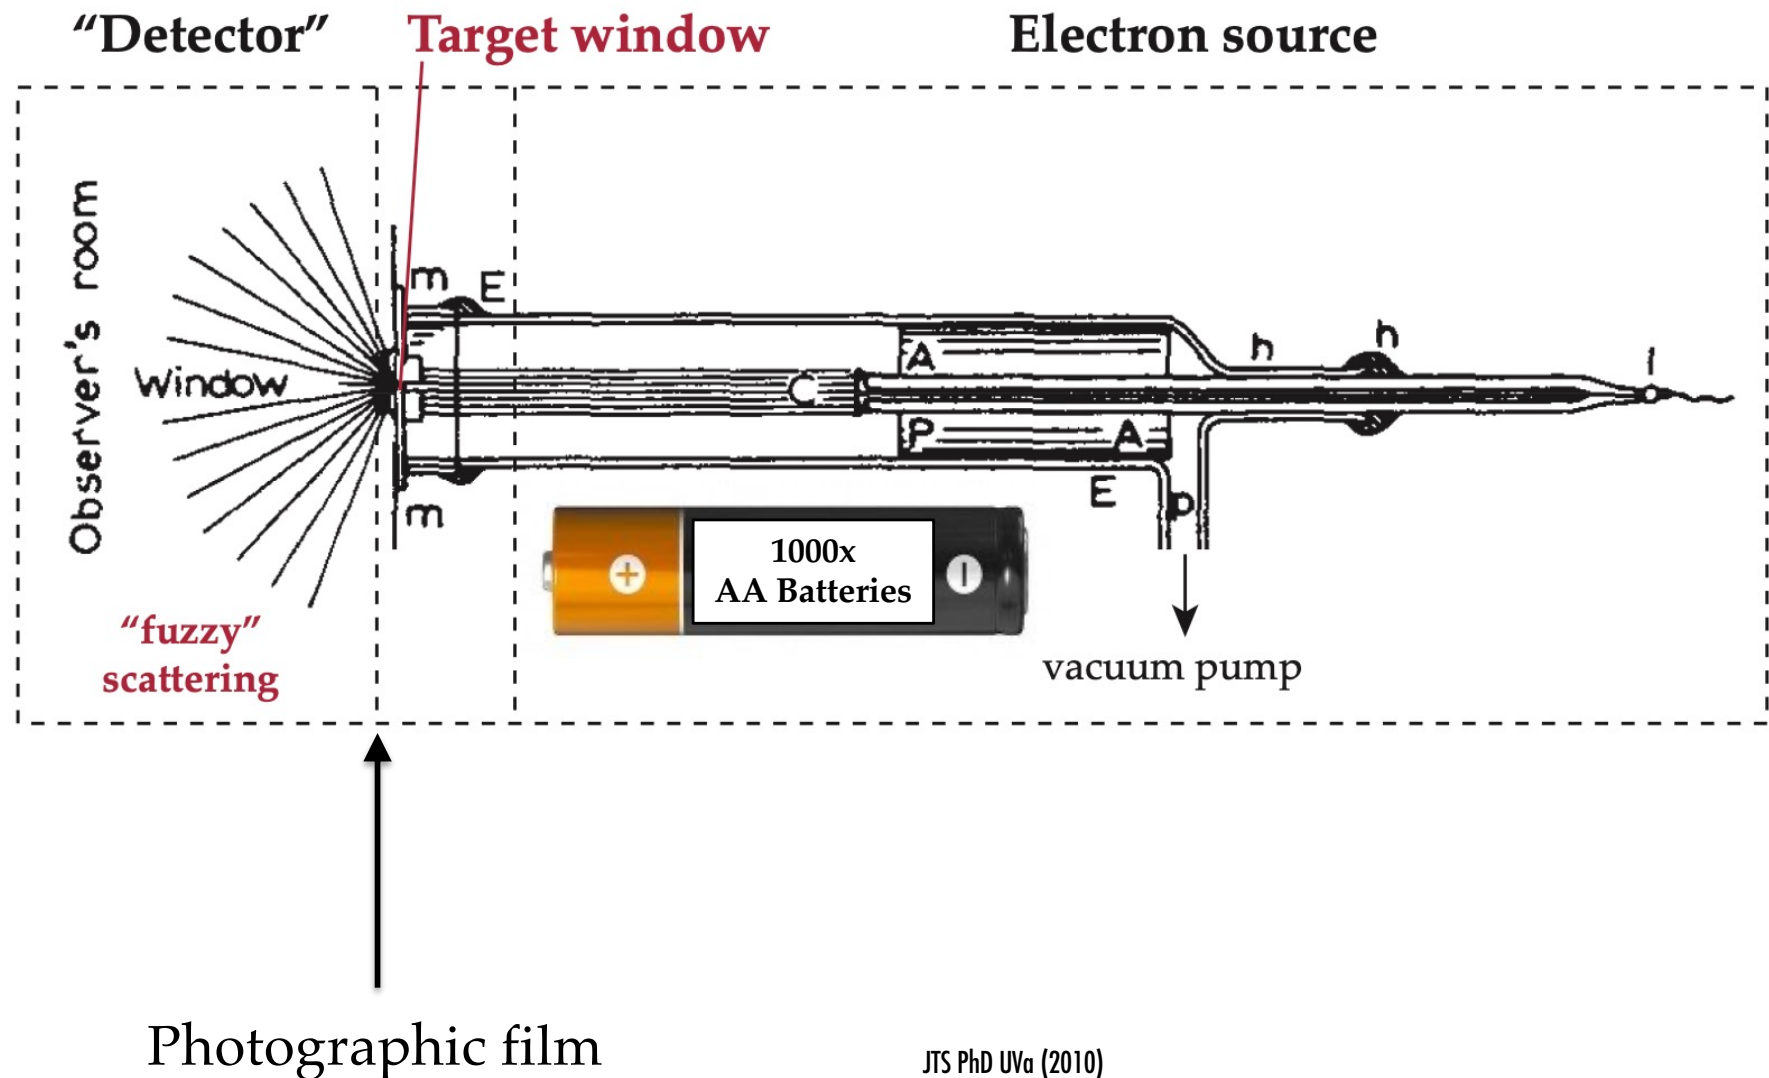 “Detector”
Target window
Electron source
Observer's room
Window
m
E
A
C
P
A
h
h
l
E
p
m
+
1000x
AA Batteries
“fuzzy”
scattering
vacuum pump
Photographic film
JTS PhD UVa (2010)